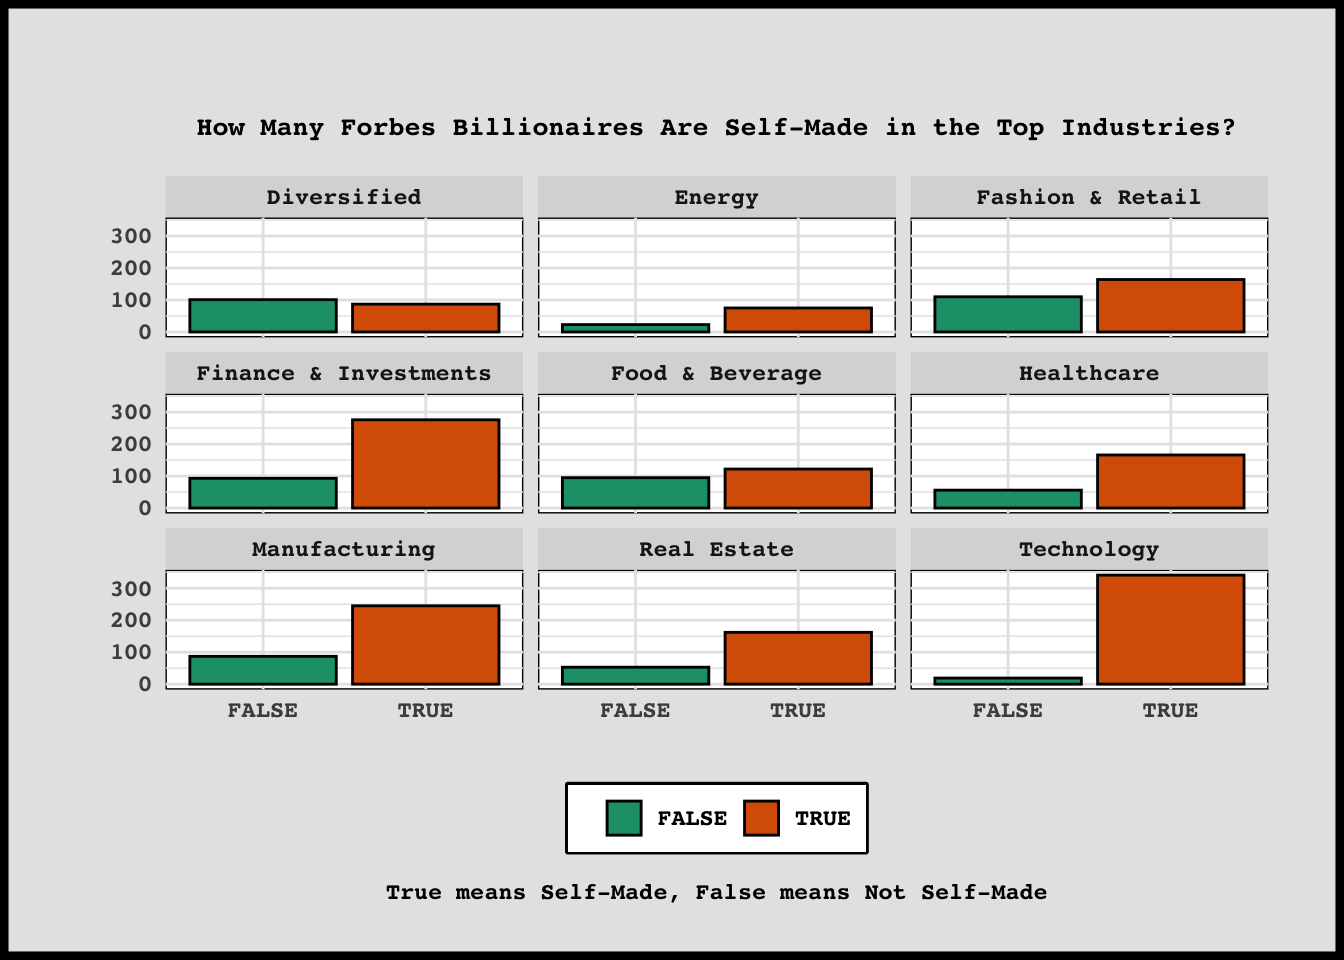 How Many Forbes Billionaires Are Self-Made in the Top Industries?
Diversified
Energy
Fashion & Retail
300
200
100
0
Finance & Investments
Food & Beverage
Healthcare
300
200
100
0
Manufacturing
Real Estate
Technology
300
200
100
0
FALSE TRUE FALSE TRUE FALSE TRUE
FALSE TRUE
True means Self-Made, False means Not Self-Made